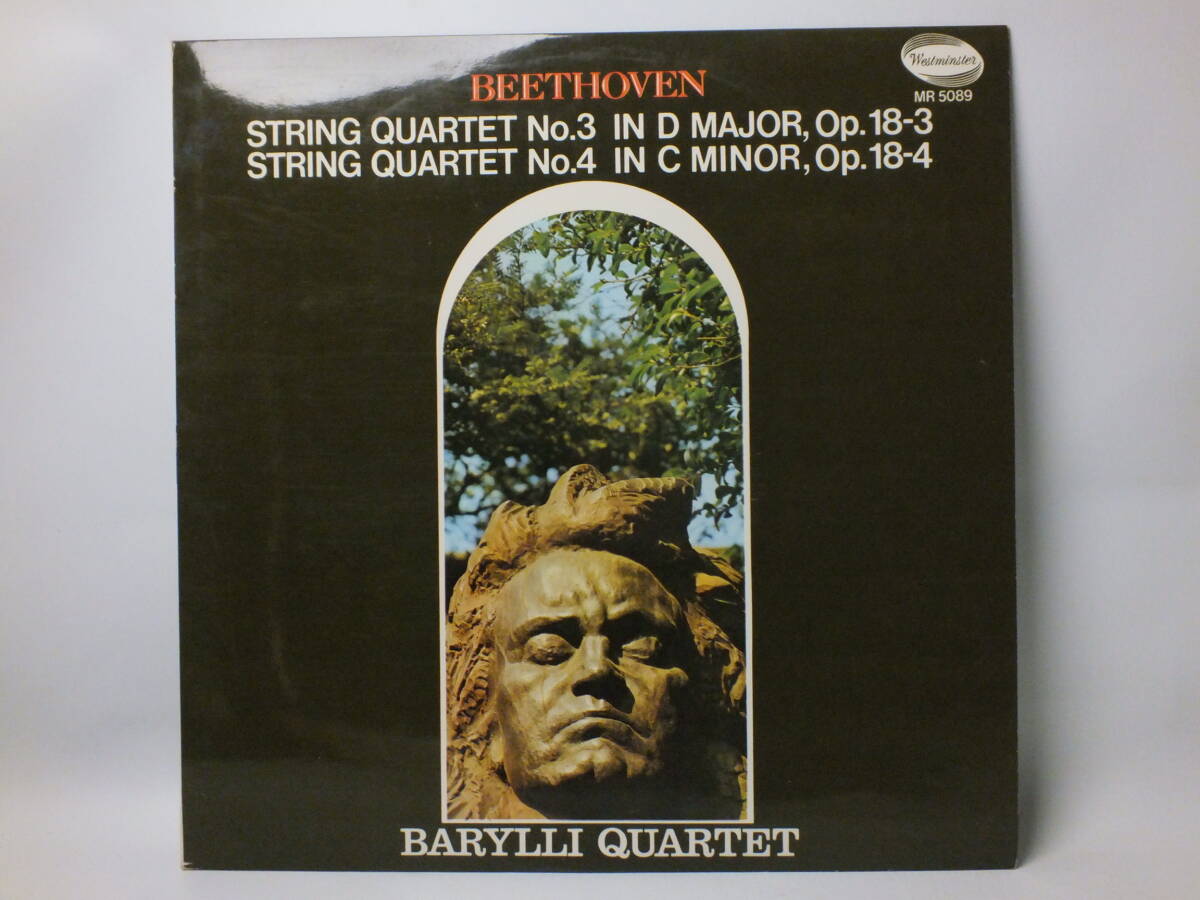 Westminster
MR 5089
BEETHOVEN
STRING QUARTET No.3 IN D MAJOR, Op.18-3
STRING QUARTET No.4 IN C MINOR, Op.18-4
BARYLLI QUARTET